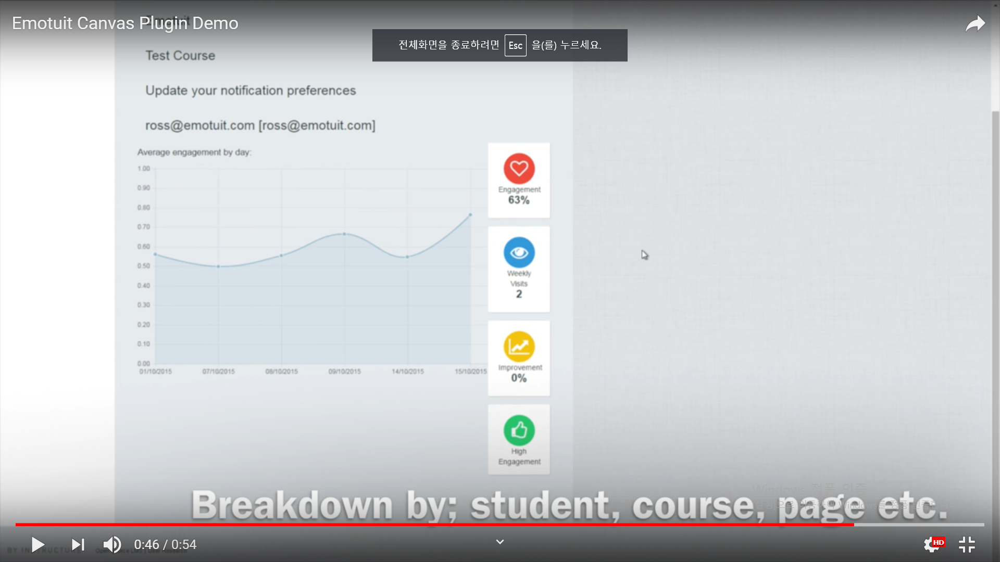 Emotuit Canvas Plugin Demo
전체화면을 종료하려면 Esc 을(를) 누르세요.
Test Course
Update your notification preferences
ross@emotuit.com [ross@emotuit.com]
Average engagement by day:
1.00
0.90
0.80
0.70
0.60
0.50
0.40
0.30
0.20
0.10
0.00
01/10/2015 07/10/2015 08/10/2015 09/10/2015 14/10/2015 15/10/2015
Engagement
63%
Weekly
Visits
2
Improvement
0%
High
Engagement
Windows 정품 인증
Breakdown by; student, course, page etc.
0:46 / 0:54
HD